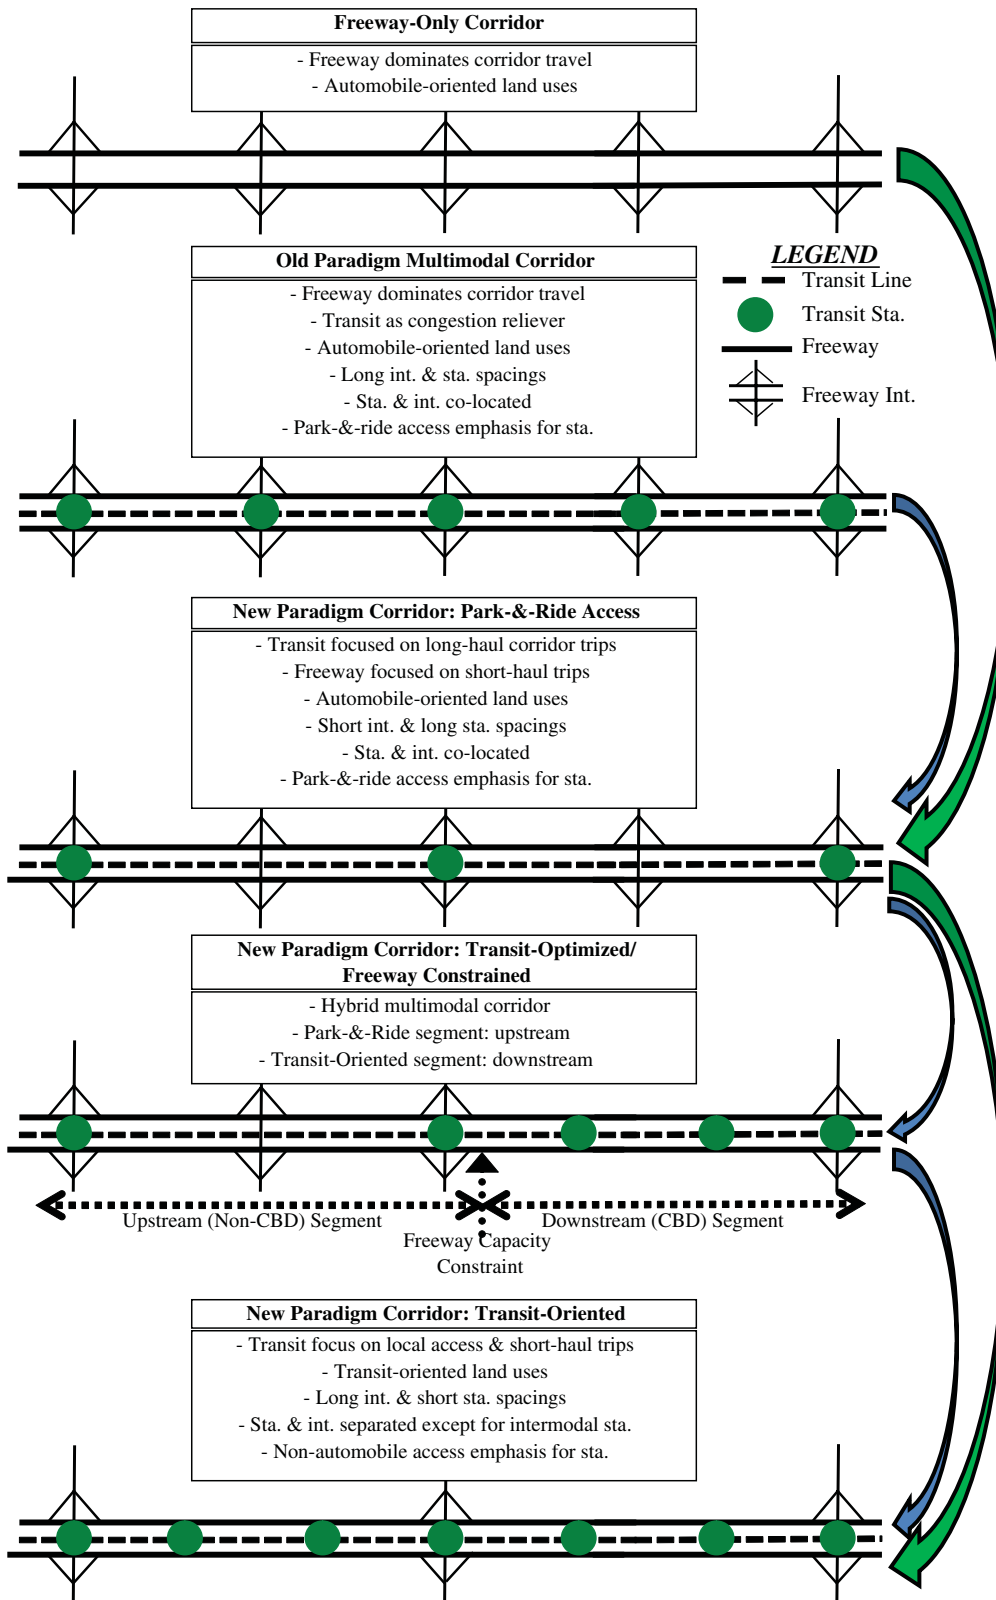 Freeway-Only Corridor
- Freeway dominates corridor travel
- Automobile-oriented land uses
Old Paradigm Multimodal Corridor
- Freeway dominates corridor travel
- Transit as congestion reliever
- Automobile-oriented land uses
- Long int. & sta. spacings
- Sta. & int. co-located
- Park-&-ride access emphasis for sta.
LEGEND
Transit Line
Transit Sta.
Freeway
Freeway Int.
New Paradigm Corridor: Park-&-Ride Access
- Transit focused on long-haul corridor trips
- Freeway focused on short-haul trips
- Automobile-oriented land uses
- Short int. & long sta. spacings
- Sta. & int. co-located
- Park-&-ride access emphasis for sta.
New Paradigm Corridor: Transit-Optimized/
Freeway Constrained
- Hybrid multimodal corridor
- Park-&-Ride segment: upstream
- Transit-Oriented segment: downstream
Upstream (Non-CBD) Segment
Downstream (CBD) Segment
Freeway Capacity
Constraint
New Paradigm Corridor: Transit-Oriented
- Transit focus on local access & short-haul trips
- Transit-oriented land uses
- Long int. & short sta. spacings
- Sta. & int. separated except for intermodal sta.
- Non-automobile access emphasis for sta.